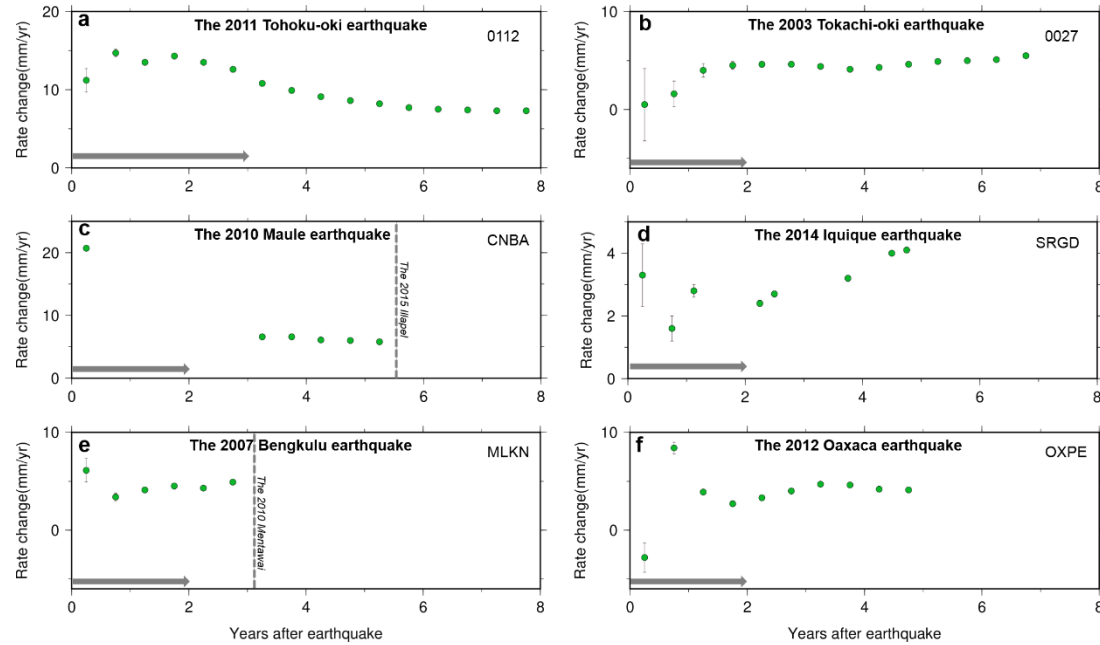 a
The 2011 Tohoku-oki earthquake
0112
Rate change(mm/yr)
20
10
0
0 2 4 6 8
b
The 2003 Tokachi-oki earthquake
0027
Rate change(mm/yr)
10
0
0 2 4 6 8
c
The 2010 Maule earthquake
CNBA
Rate change(mm/yr)
20
10
0
The 2015 Illapel
0 2 4 6 8
d
The 2014 Iquique earthquake
SRGD
Rate change(mm/yr)
4
2
0
0 2 4 6 8
e
The 2007 Bengkulu earthquake
MLKN
Rate change(mm/yr)
10
0
The 2010 Mentawai
0 2 4 6 8
Years after earthquake
f
The 2012 Oaxaca earthquake
OXPE
Rate change(mm/yr)
10
0
0 2 4 6 8
Years after earthquake